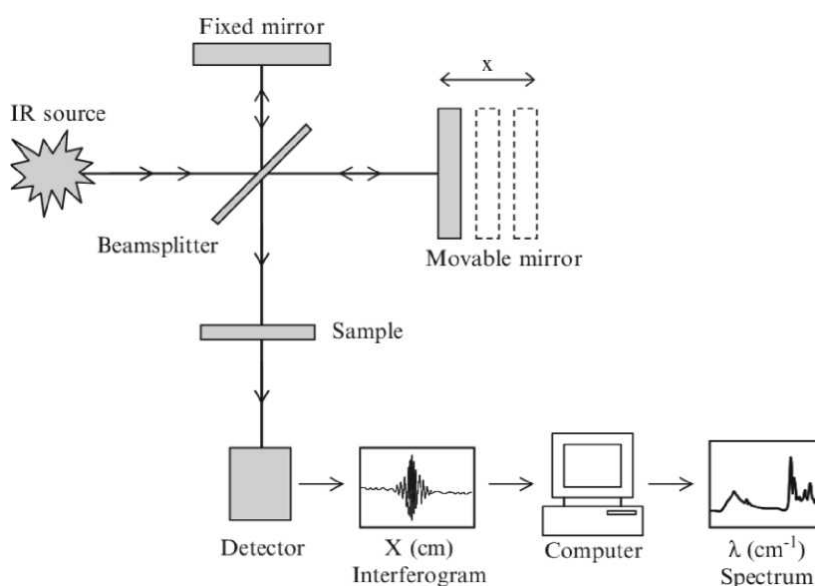 Fixed mirror
x
IR source
Beamsplitter
Movable mirror
Sample
Detector
X (cm)
Interferogram
Computer
λ (cm⁻¹)
Spectrum